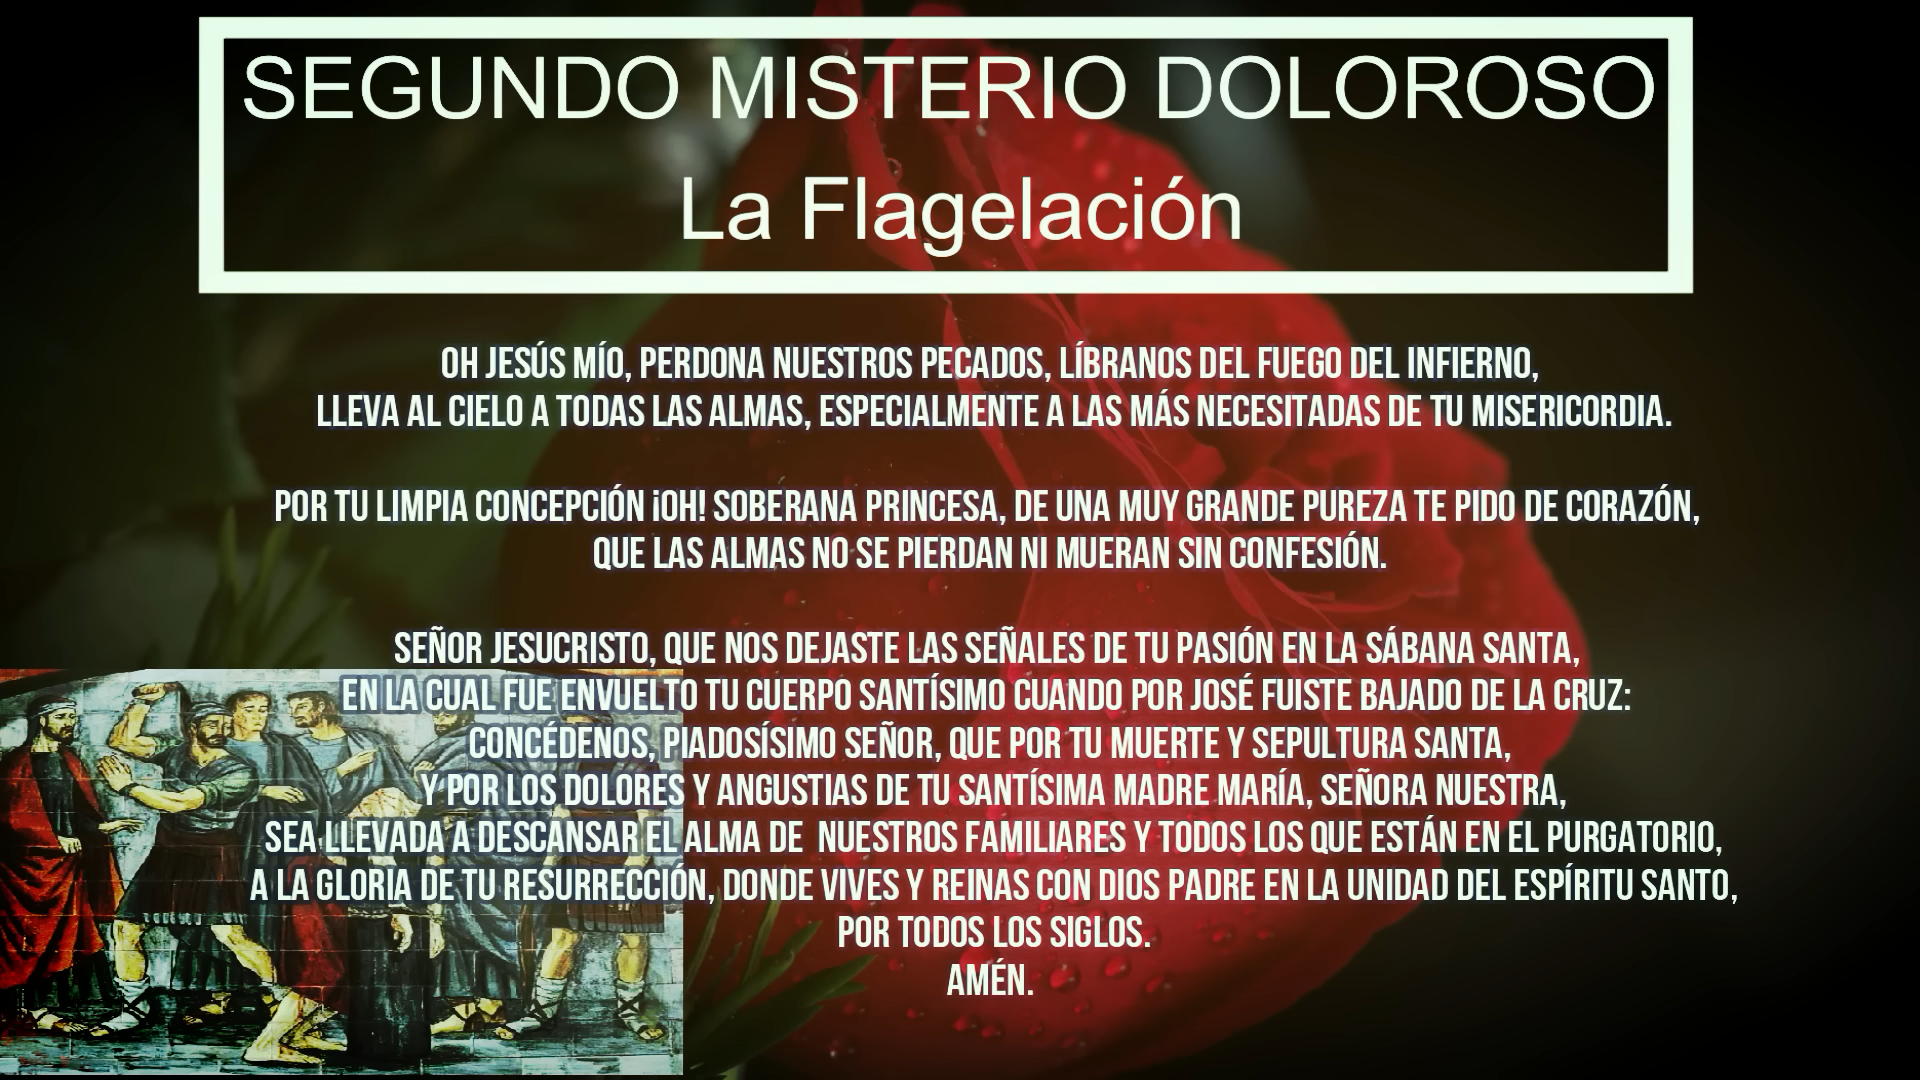 SEGUNDO MISTERIO DOLOROSO
La Flagelación
OH JESÚS MÍO, PERDONA NUESTROS PECADOS, LÍBRANOS DEL FUEGO DEL INFIERNO,
LLEVA AL CIELO A TODAS LAS ALMAS, ESPECIALMENTE A LAS MÁS NECESITADAS DE TU MISERICORDIA.
POR TU LIMPIA CONCEPCIÓN ¡OH! SOBERANA PRINCESA, DE UNA MUY GRANDE PUREZA TE PIDO DE CORAZÓN,
QUE LAS ALMAS NO SE PIERDAN NI MUERAN SIN CONFESIÓN.
SEÑOR JESUCRISTO, QUE NOS DEJASTE LAS SEÑALES DE TU PASIÓN EN LA SÁBANA SANTA,
EN LA CUAL FUE ENVUELTO TU CUERPO SANTÍSIMO CUANDO POR JOSÉ FUISTE BAJADO DE LA CRUZ:
CONCÉDENOS, PIADOSÍSIMO SEÑOR, QUE POR TU MUERTE Y SEPULTURA SANTA,
Y POR LOS DOLORES Y ANGUSTIAS DE TU SANTÍSIMA MADRE MARÍA, SEÑORA NUESTRA,
SEA LLEVADA A DESCANSAR EL ALMA DE  NUESTROS FAMILIARES Y TODOS LOS QUE ESTÁN EN EL PURGATORIO,
A LA GLORIA DE TU RESURRECCIÓN, DONDE VIVES Y REINAS CON DIOS PADRE EN LA UNIDAD DEL ESPÍRITU SANTO,
POR TODOS LOS SIGLOS.
AMÉN.